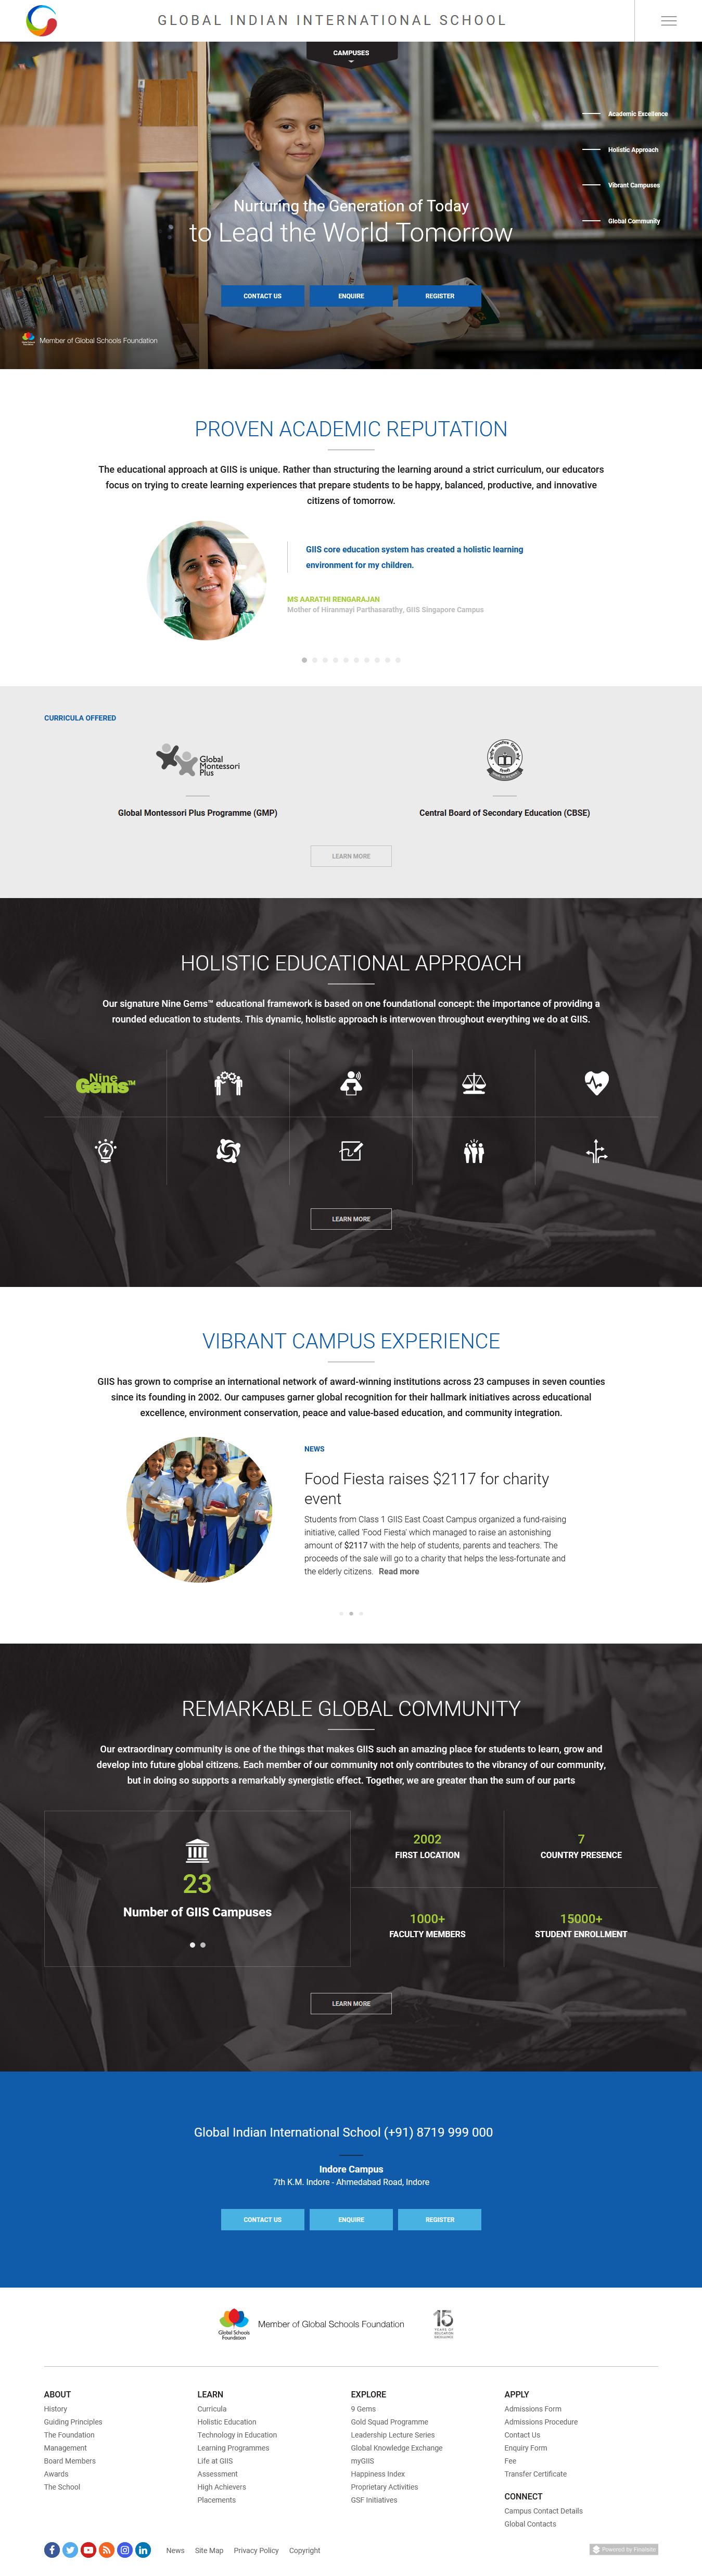 GLOBAL INDIAN INTERNATIONAL SCHOOL
CAMPUSES
Academic Excellence
Holistic Approach
Vibrant Campuses
Global Community
Nurturing the Generation of Today
to Lead the World Tomorrow
CONTACT US
ENQUIRE
REGISTER
Member of Global Schools Foundation
PROVEN ACADEMIC REPUTATION
The educational approach at GIIS is unique. Rather than structuring the learning around a strict curriculum, our educators
focus on trying to create learning experiences that prepare students to be happy, balanced, productive, and innovative
citizens of tomorrow.
GIIS core education system has created a holistic learning
environment for my children.
MS AARATHI RENGARAJAN
Mother of Hiranmayi Parthasarathy, GIIS Singapore Campus
CURRICULA OFFERED
Global
Montessori
Plus
Global Montessori Plus Programme (GMP)
Central Board of Secondary Education (CBSE)
LEARN MORE
HOLISTIC EDUCATIONAL APPROACH
Our signature Nine Gems™ educational framework is based on one foundational concept: the importance of providing a
rounded education to students. This dynamic, holistic approach is interwoven throughout everything we do at GIIS.
Nine
Gems™
LEARN MORE
VIBRANT CAMPUS EXPERIENCE
GIIS has grown to comprise an international network of award-winning institutions across 23 campuses in seven counties
since its founding in 2002. Our campuses garner global recognition for their hallmark initiatives across educational
excellence, environment conservation, peace and value-based education, and community integration.
NEWS
Food Fiesta raises $2117 for charity
event
Students from Class 1 GIIS East Coast Campus organized a fund-raising
initiative, called 'Food Fiesta' which managed to raise an astonishing
amount of $2117 with the help of students, parents and teachers. The
proceeds of the sale will go to a charity that helps the less-fortunate and
the elderly citizens. Read more
REMARKABLE GLOBAL COMMUNITY
Our extraordinary community is one of the things that makes GIIS such an amazing place for students to learn, grow and
develop into future global citizens. Each member of our community not only contributes to the vibrancy of our community,
but in doing so supports a remarkably synergistic effect. Together, we are greater than the sum of our parts
23
Number of GIIS Campuses
2002
FIRST LOCATION
7
COUNTRY PRESENCE
1000+
FACULTY MEMBERS
15000+
STUDENT ENROLLMENT
LEARN MORE
Global Indian International School (+91) 8719 999 000
Indore Campus
7th K.M. Indore - Ahmedabad Road, Indore
CONTACT US
ENQUIRE
REGISTER
Global Schools
Foundation
Member of Global Schools Foundation
15
YEARS OF
EDUCATION
EXCELLENCE
ABOUT
History
Guiding Principles
The Foundation
Management
Board Members
Awards
The School
LEARN
Curricula
Holistic Education
Technology in Education
Learning Programmes
Life at GIIS
Assessment
High Achievers
Placements
EXPLORE
9 Gems
Gold Squad Programme
Leadership Lecture Series
Global Knowledge Exchange
myGIIS
Happiness Index
Proprietary Activities
GSF Initiatives
APPLY
Admissions Form
Admissions Procedure
Contact Us
Enquiry Form
Fee
Transfer Certificate
CONNECT
Campus Contact Details
Global Contacts
News
Site Map
Privacy Policy
Copyright
Powered by Finalsite